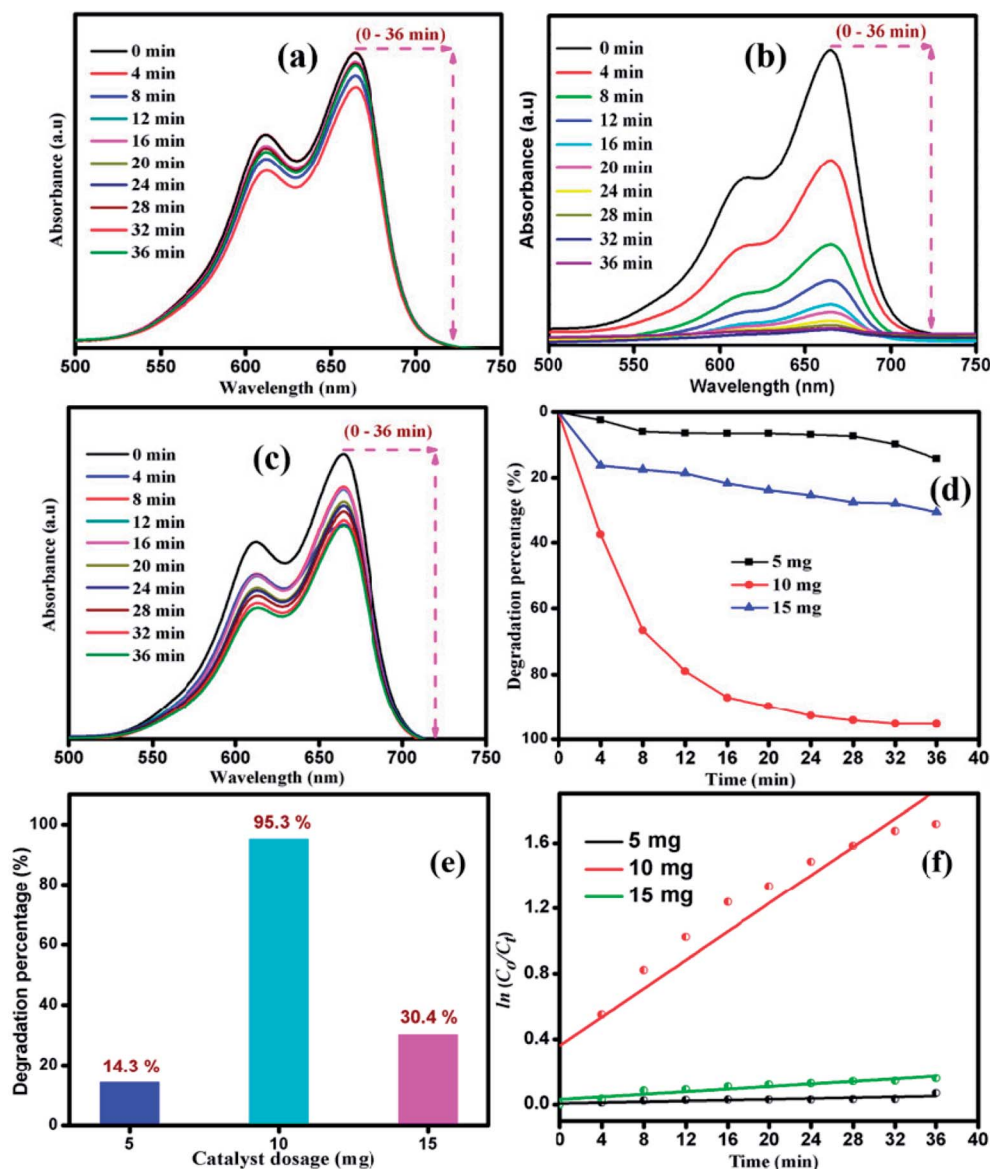 (0 - 36 min)
(a)
0 min
4 min
8 min
12 min
16 min
20 min
24 min
28 min
32 min
36 min
Absorbance (a.u)
500 550 600 650 700 750
Wavelength (nm)
(0 - 36 min)
(b)
0 min
4 min
8 min
12 min
16 min
20 min
24 min
28 min
32 min
36 min
Absorbance (a.u)
500 550 600 650 700 750
Wavelength (nm)
(0 - 36 min)
(c)
0 min
4 min
8 min
12 min
16 min
20 min
24 min
28 min
32 min
36 min
Absorbance (a.u)
500 550 600 650 700 750
Wavelength (nm)
0
20
40
60
80
100
Degradation percentage (%)
(d)
5 mg
10 mg
15 mg
0 4 8 12 16 20 24 28 32 36 40
Time (min)
100
80
60
40
20
0
Degradation percentage (%)
(e)
95.3 %
30.4 %
14.3 %
5 10 15
Catalyst dosage (mg)
1.6
1.2
0.8
0.4
0.0
ln (Co/Ct)
5 mg
10 mg
15 mg
(f)
0 4 8 12 16 20 24 28 32 36 40
Time (min)